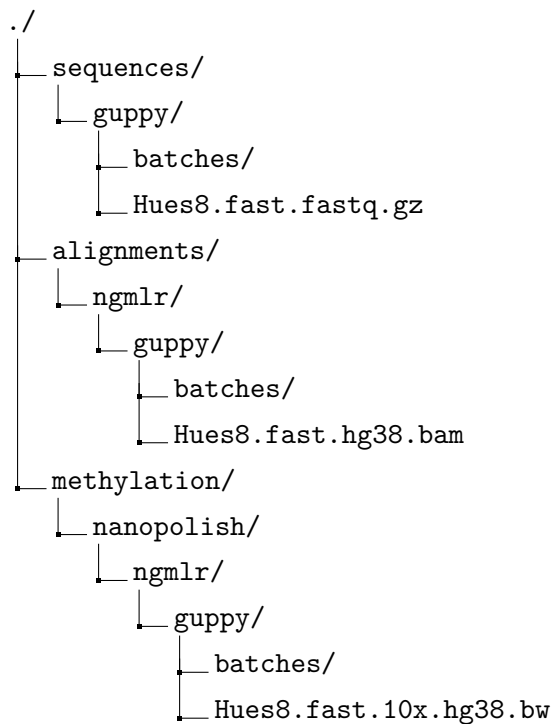 ./
sequences/
guppy/
batches/
Hues8.fast.fastq.gz
alignments/
ngmlr/
guppy/
batches/
Hues8.fast.hg38.bam
methylation/
nanopolish/
ngmlr/
guppy/
batches/
Hues8.fast.10x.hg38.bw